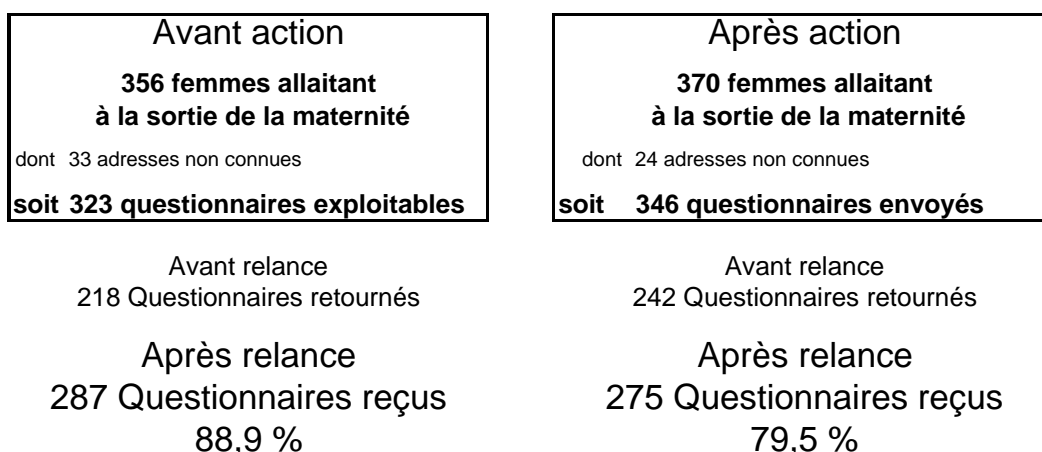 Avant action
356 femmes allaitant
à la sortie de la maternité
dont 33 adresses non connues
soit 323 questionnaires exploitables
Avant relance
218 Questionnaires retournés
Après relance
287 Questionnaires reçus
88,9 %
Après action
370 femmes allaitant
à la sortie de la maternité
dont 24 adresses non connues
soit 346 questionnaires envoyés
Avant relance
242 Questionnaires retournés
Après relance
275 Questionnaires reçus
79,5 %